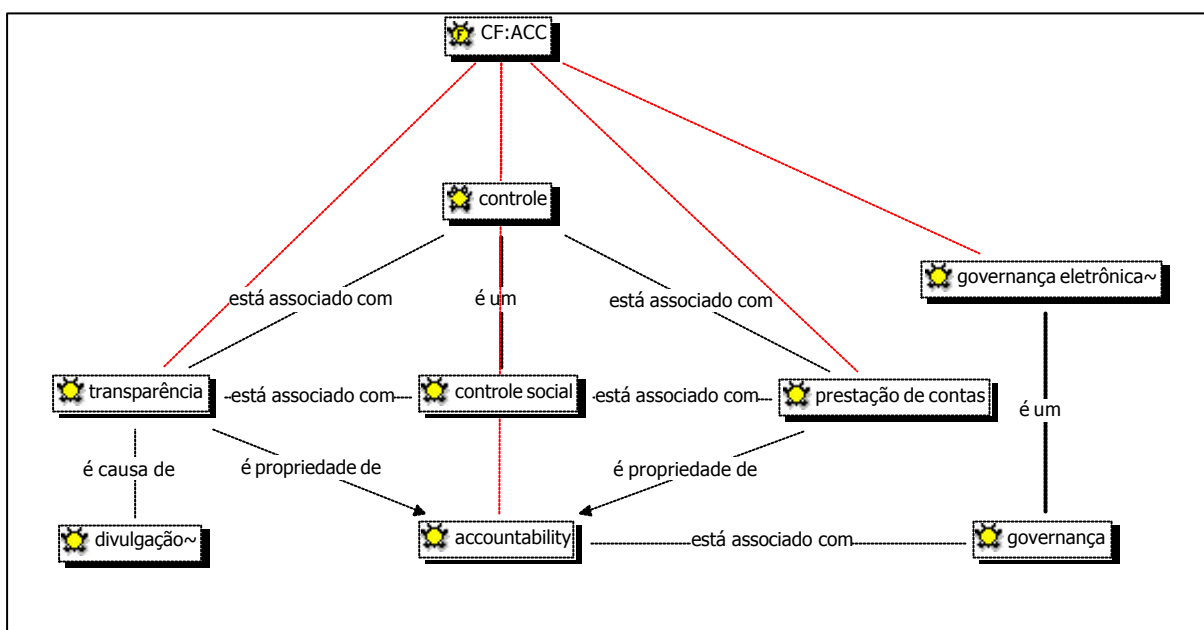 CF:ACC
controle
governança eletrônica~
está associado com
é um
está associado com
transparência
está associado com
controle social
está associado com
prestação de contas
é um
é causa de
é propriedade de
é propriedade de
divulgação~
accountability
está associado com
governança